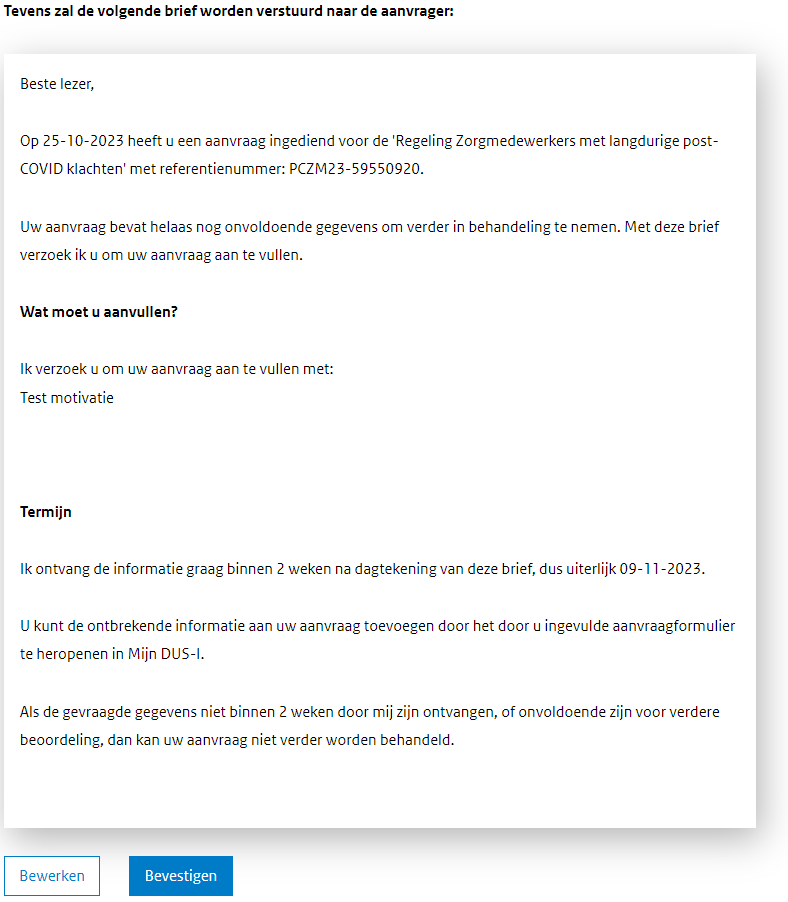 Tevens zal de volgende brief worden verstuurd naar de aanvrager:
Beste lezer,
Op 25-10-2023 heeft u een aanvraag ingediend voor de 'Regeling Zorgmedewerkers met langdurige post-
COVID klachten' met referentienummer: PCZM23-59550920.
Uw aanvraag bevat helaas nog onvoldoende gegevens om verder in behandeling te nemen. Met deze brief
verzoek ik u om uw aanvraag aan te vullen.
Wat moet u aanvullen?
Ik verzoek u om uw aanvraag aan te vullen met:
Test motivatie
Termijn
Ik ontvang de informatie graag binnen 2 weken na dagtekening van deze brief, dus uiterlijk 09-11-2023.
U kunt de ontbrekende informatie aan uw aanvraag toevoegen door het door u ingevulde aanvraagformulier
te heropenen in Mijn DUS-I.
Als de gevraagde gegevens niet binnen 2 weken door mij zijn ontvangen, of onvoldoende zijn voor verdere
beoordeling, dan kan uw aanvraag niet verder worden behandeld.
Bewerken
Bevestigen